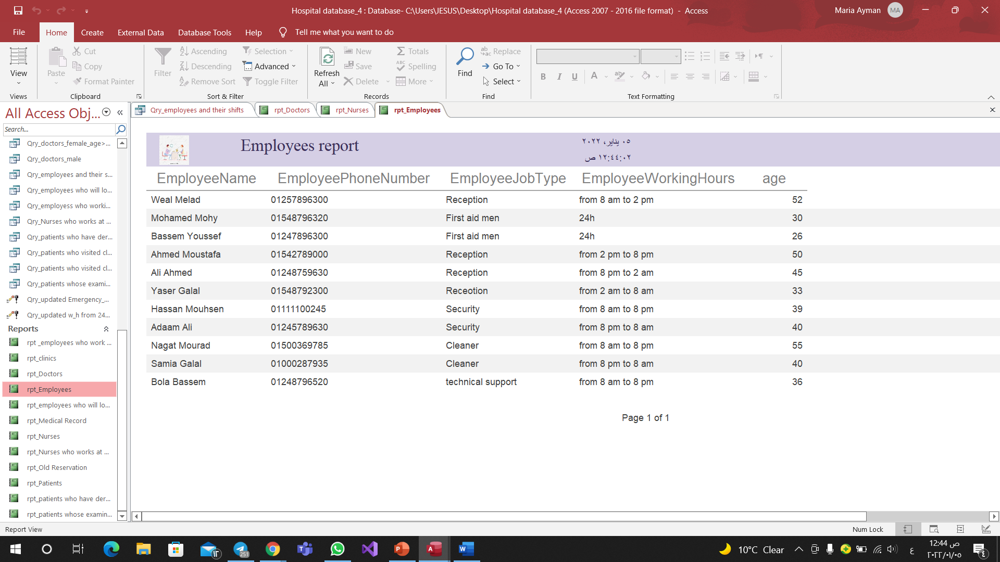 Hospital database_4 : Database- C:\Users\JESUS\Desktop\Hospital database_4 (Access 2007 - 2016 file format)  -  Access
Maria Ayman
MA
File
Home
Create
External Data
Database Tools
Help
Tell me what you want to do
View
Views
Paste
Cut
Copy
Format Painter
Clipboard
Filter
Ascending
Descending
Remove Sort
Selection
Advanced
Toggle Filter
Sort & Filter
Refresh All
New
Save
Delete
Totals
Spelling
More
Records
Find
Replace
Go To
Select
Find
B I U A
Text Formatting
All Access Obj...
Search...
Qry_doctors_female_age>...
Qry_doctors_male
Qry_employees and their s...
Qry_employees who will lo...
Qry_employess who worki...
Qry_Nurses who works at ...
Qry_patients who have der...
Qry_patients who visited cl...
Qry_patients who visited cl...
Qry_patients whose exami...
Qry_updated Emergency_...
Qry_updated w_h from 24...
Reports
rpt _employees who work ...
rpt_clinics
rpt_Doctors
rpt_Employees
rpt_employees who will lo...
rpt_Medical Record
rpt_Nurses
rpt_Nurses who works at ...
rpt_Old Reservation
rpt_Patients
rpt_patients who have der...
rpt_patients whose examin...
Qry_employees and their shifts
rpt_Doctors
rpt_Nurses
rpt_Employees
Employees report
٠٥ يناير، ٢٠٢٢
١٢:٤٤:٠٢ ص
EmployeeName EmployeePhoneNumber EmployeeJobType EmployeeWorkingHours age
Weal Melad 01257896300 Reception from 8 am to 2 pm 52
Mohamed Mohy 01548796320 First aid men 24h 30
Bassem Youssef 01247896300 First aid men 24h 26
Ahmed Moustafa 01542789000 Reception from 2 pm to 8 pm 50
Ali Ahmed 01248759630 Reception from 8 pm to 2 am 45
Yaser Galal 01548792300 Receotion from 2 am to 8 am 33
Hassan Mouhsen 01111100245 Security from 8 am to 8 pm 39
Adaam Ali 01245789630 Security from 8 pm to 8 am 40
Nagat Mourad 01500369785 Cleaner from 8 am to 8 pm 55
Samia Galal 01000287935 Cleaner from 8 pm to 8 am 40
Bola Bassem 01248796520 technical support from 8 am to 8 pm 36
Page 1 of 1
Report View
Num Lock
١٣
251
10°C Clear
ع
12:44 ص
٢٠٢٢/٠١/٠٥
٤